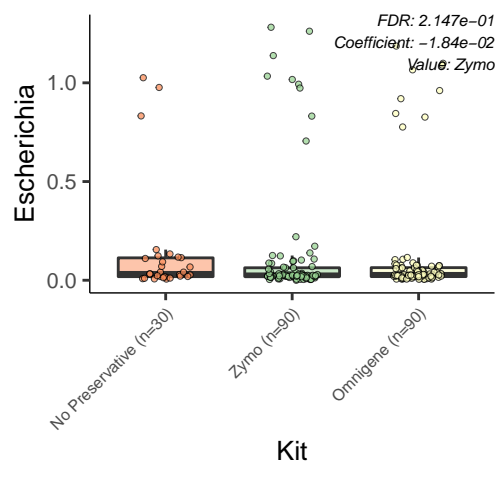 FDR: 2.147e−01
Coefficient: −1.84e−02
Value: Zymo
Escherichia
1.0
0.5
0.0
No Preservative (n=30)
Zymo (n=90)
Omnigene (n=90)
Kit